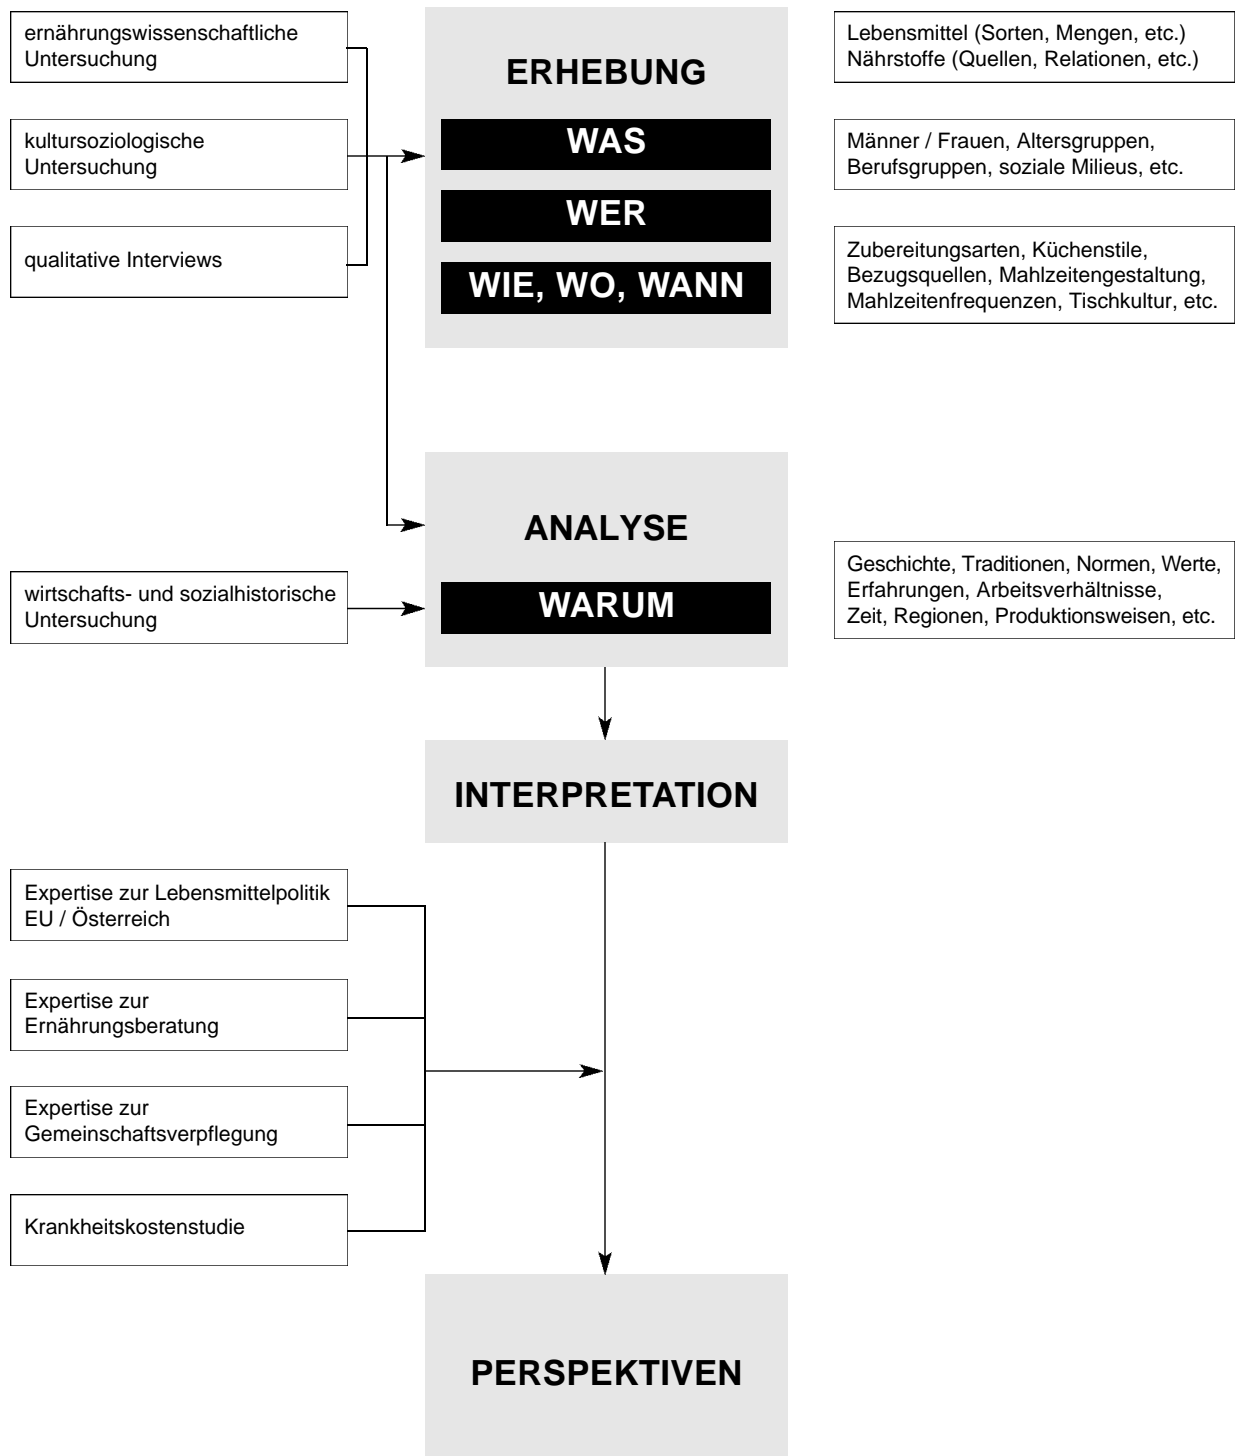 ernährungswissenschaftliche
Untersuchung
kultursoziologische
Untersuchung
qualitative Interviews
ERHEBUNG
WAS
WER
WIE, WO, WANN
Lebensmittel (Sorten, Mengen, etc.)
Nährstoffe (Quellen, Relationen, etc.)
Männer / Frauen, Altersgruppen,
Berufsgruppen, soziale Milieus, etc.
Zubereitungsarten, Küchenstile,
Bezugsquellen, Mahlzeitengestaltung,
Mahlzeitenfrequenzen, Tischkultur, etc.
wirtschafts- und sozialhistorische
Untersuchung
ANALYSE
WARUM
Geschichte, Traditionen, Normen, Werte,
Erfahrungen, Arbeitsverhältnisse,
Zeit, Regionen, Produktionsweisen, etc.
INTERPRETATION
Expertise zur Lebensmittelpolitik
EU / Österreich
Expertise zur
Ernährungsberatung
Expertise zur
Gemeinschaftsverpflegung
Krankheitskostenstudie
PERSPEKTIVEN